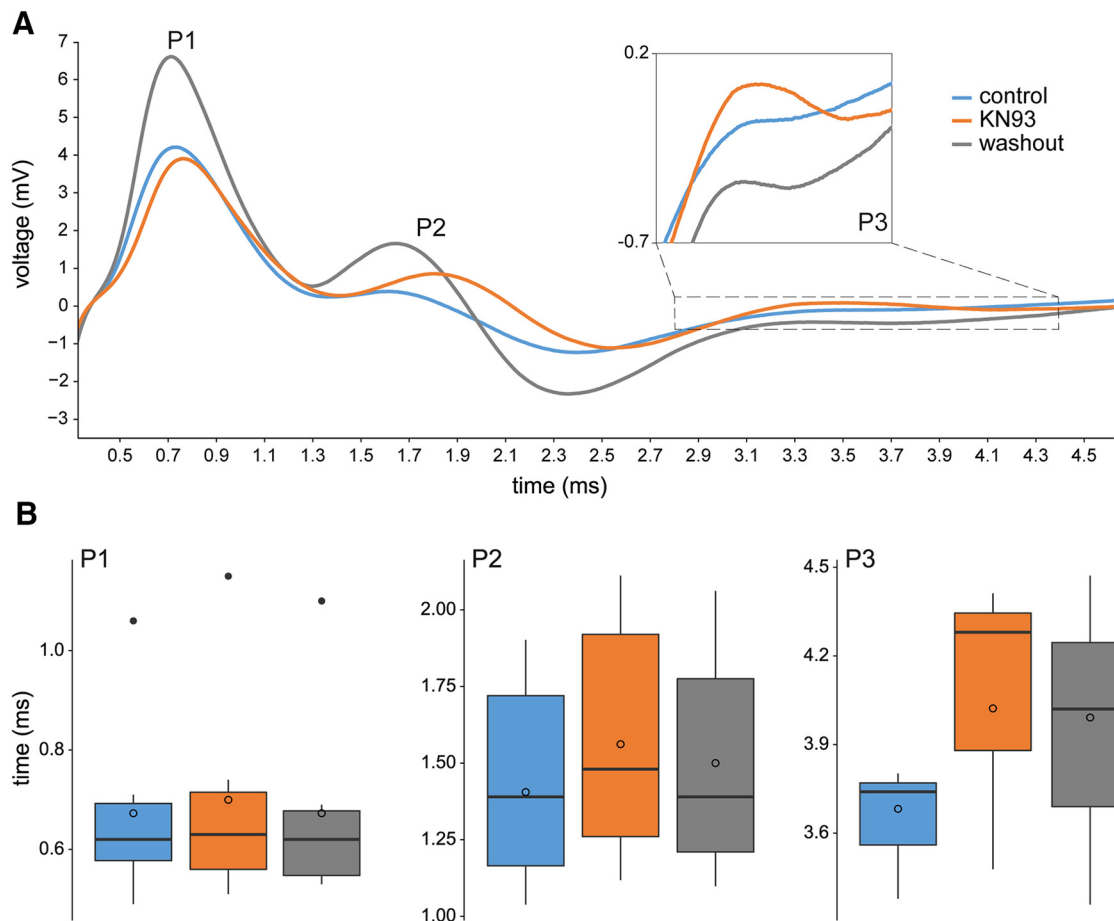 A
P1
P2
P3
voltage (mV)
7
6
5
4
3
2
1
0
−1
−2
−3
0.2
-0.7
control
KN93
washout
0.5 0.7 0.9 1.1 1.3 1.5 1.7 1.9 2.1 2.3 2.5 2.7 2.9 3.1 3.3 3.5 3.7 3.9 4.1 4.3 4.5
time (ms)
B
P1
time (ms)
1.0
0.8
0.6
P2
2.00
1.75
1.50
1.25
1.00
P3
4.5
4.2
3.9
3.6